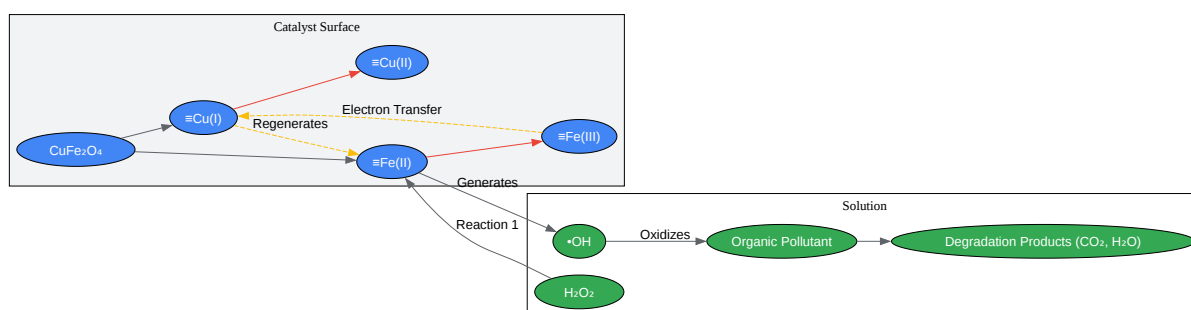 Catalyst Surface
≡Cu(II)
≡Cu(I)
Electron Transfer
Regenerates
≡Fe(III)
CuFe₂O₄
≡Fe(II)
Generates
Solution
Reaction 1
•OH
Oxidizes
Organic Pollutant
Degradation Products (CO₂, H₂O)
H₂O₂